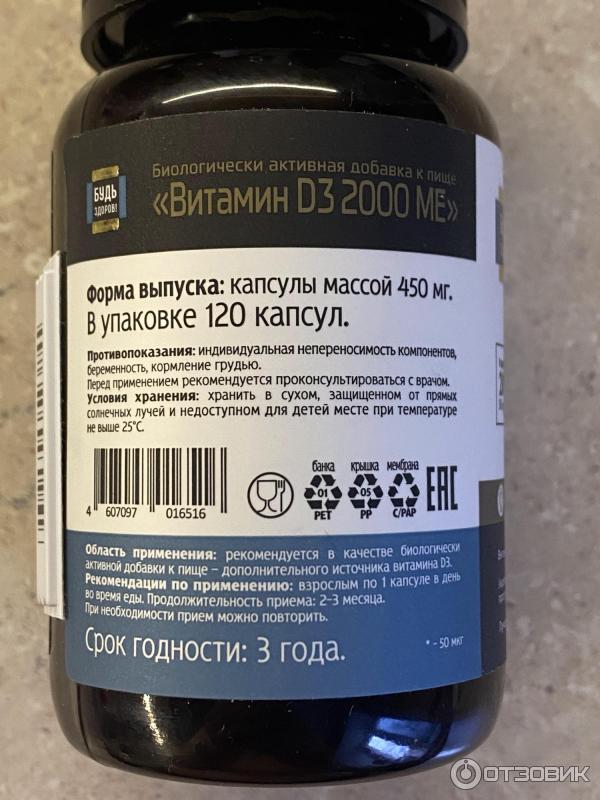 БУДЬ
ЗДОРОВ!
Биологически активная добавка к пище
«Витамин D3 2000 МЕ»
Форма выпуска: капсулы массой 450 мг.
В упаковке 120 капсул.
Противопоказания: индивидуальная непереносимость компонентов,
беременность, кормление грудью.
Перед применением рекомендуется проконсультироваться с врачом.
Условия хранения: хранить в сухом, защищенном от прямых
солнечных лучей и недоступном для детей месте при температуре
не выше 25°С.
4 607097 016516
банка
01
PET
крышка
05
PP
мембрана
C/PAP
EAC
Область применения: рекомендуется в качестве биологически
активной добавки к пище – дополнительного источника витамина D3.
Рекомендации по применению: взрослым по 1 капсуле в день
во время еды. Продолжительность приема: 2-3 месяца.
При необходимости прием можно повторить.
Срок годности: 3 года.
* - 50 мкг
ОТЗОВИК